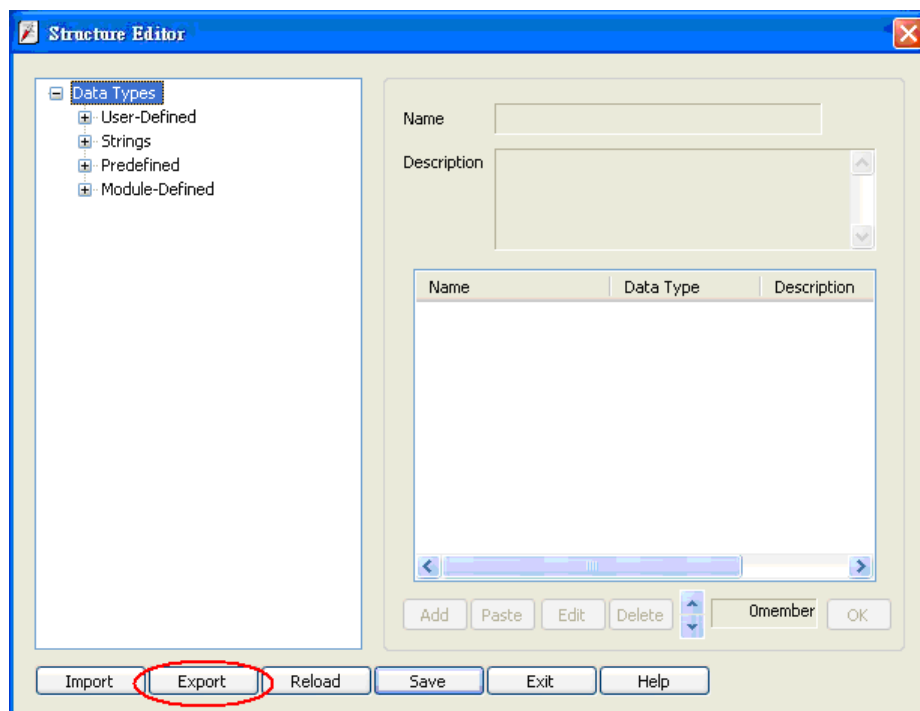 Structure Editor
Data Types
User-Defined
Strings
Predefined
Module-Defined
Name
Description
Name Data Type Description
Add Paste Edit Delete 0member OK
Import Export Reload Save Exit Help